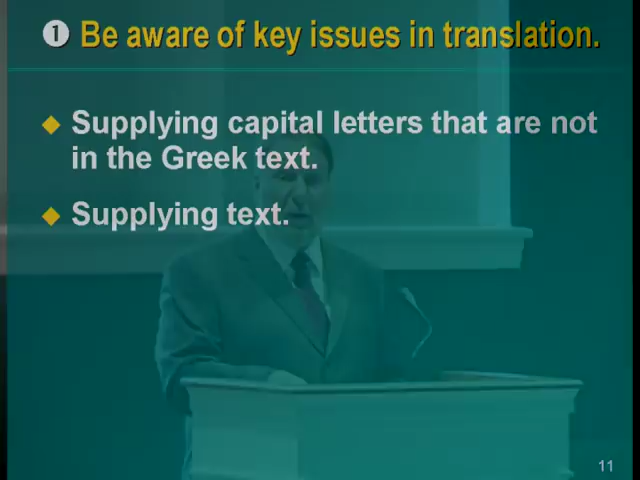 ① Be aware of key issues in translation.
◆ Supplying capital letters that are not
in the Greek text.
◆ Supplying text.
11